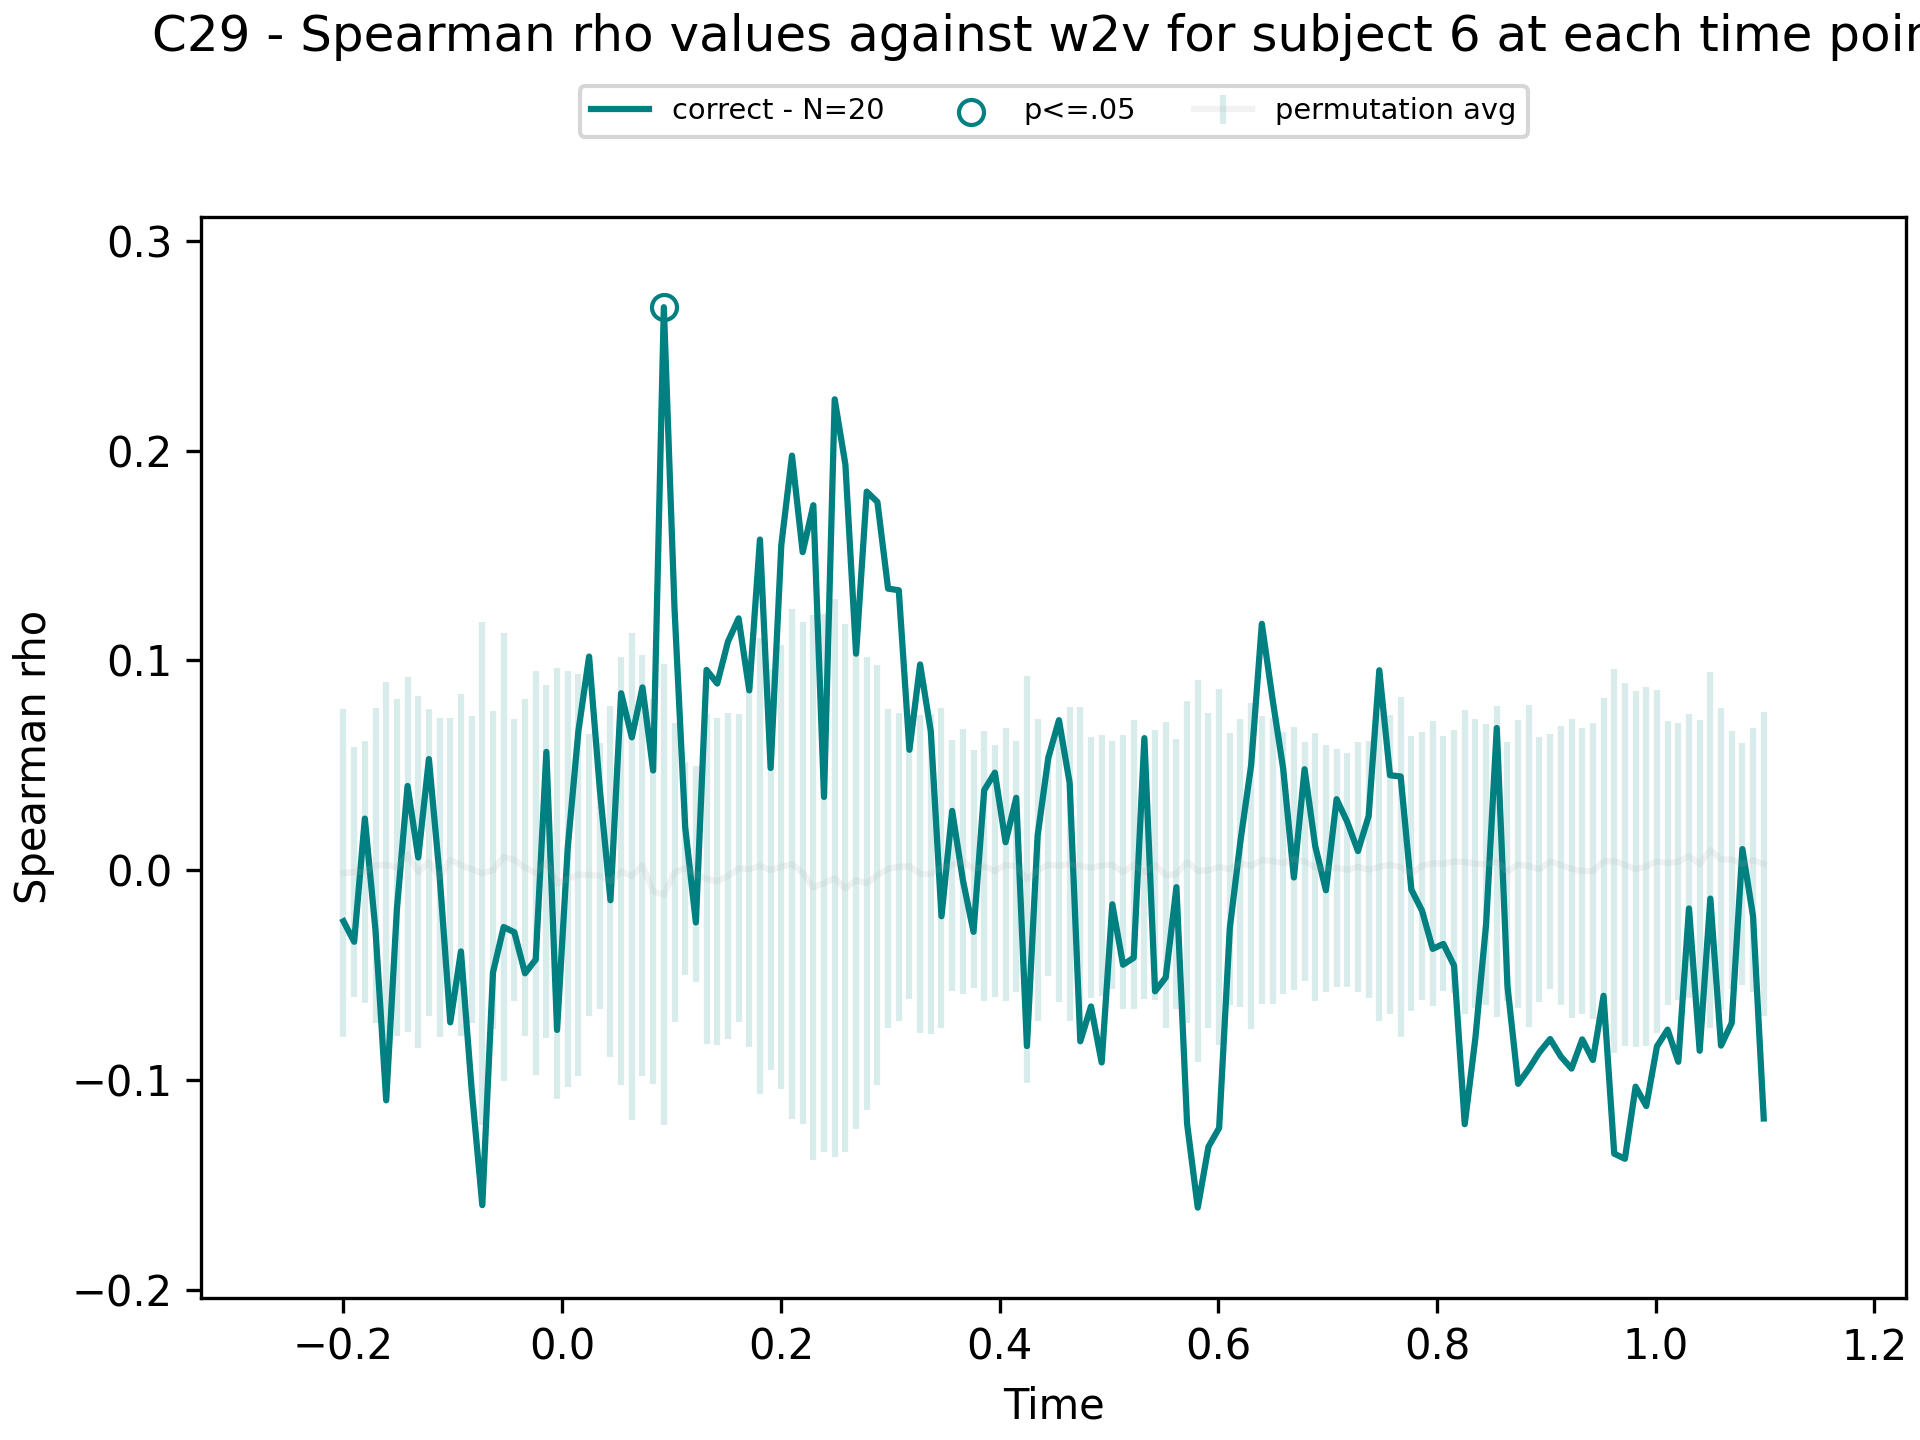 C29 - Spearman rho values against w2v for subject 6 at each time
correct - N=20 p<=.05 permutation avg
0.3
0.2
0.1
0.0
−0.1
−0.2
Spearman rho
−0.2 0.0 0.2 0.4 0.6 0.8 1.0 1.2
Time